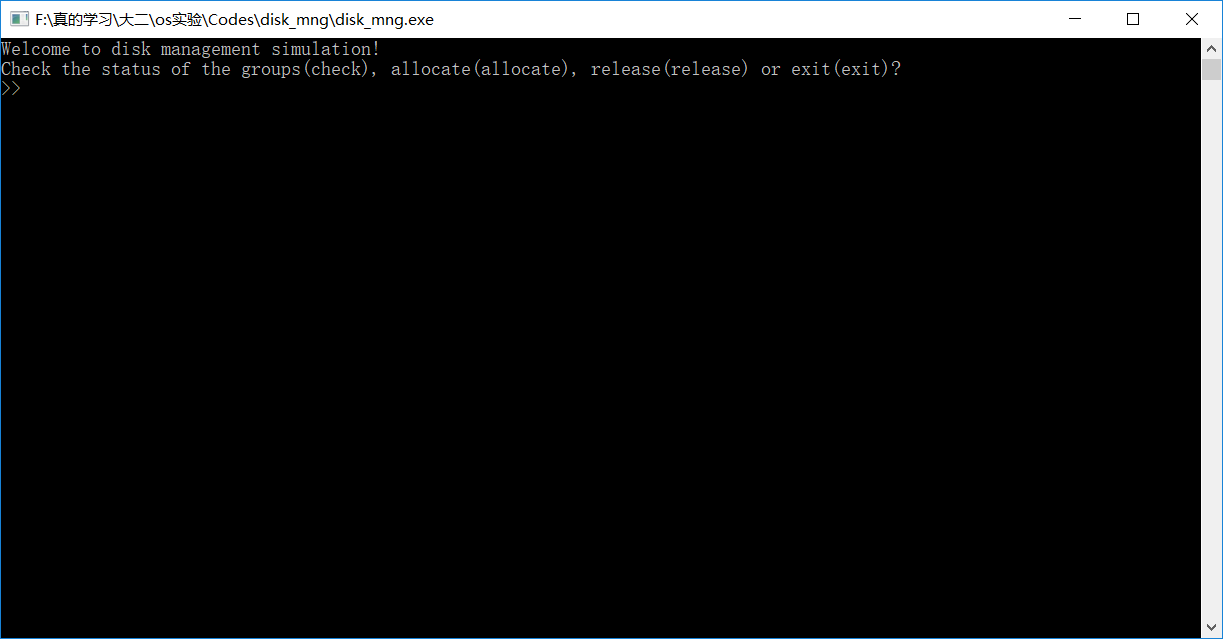 F:\真的学习\大二\os实验\Codes\disk_mng\disk_mng.exe
Welcome to disk management simulation!
Check the status of the groups(check), allocate(allocate), release(release) or exit(exit)?
>>